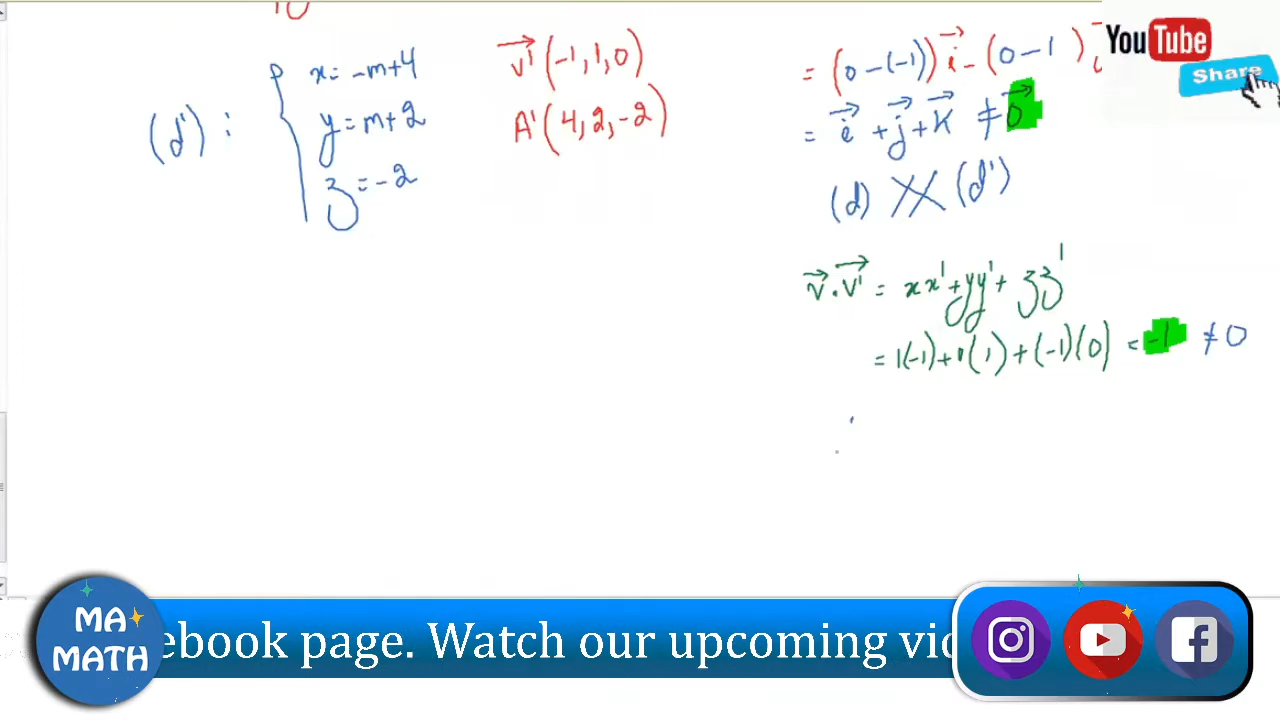 10
(d') : { x = -m+4
y = m+2
z = -2
v'→(-1,1,0)
A'(4,2,-2)
= (0-(-1)) i→ - (0-1)
= i→ + j→ + k→ ≠ 0→
(d) ∦ (d')
v→ . v'→ = xx' + yy' + zz'
= 1(-1) + 0(1) + (-1)(0) = -1 ≠ 0
YouTube
Share
MA MATH
ebook page. Watch our upcoming vid